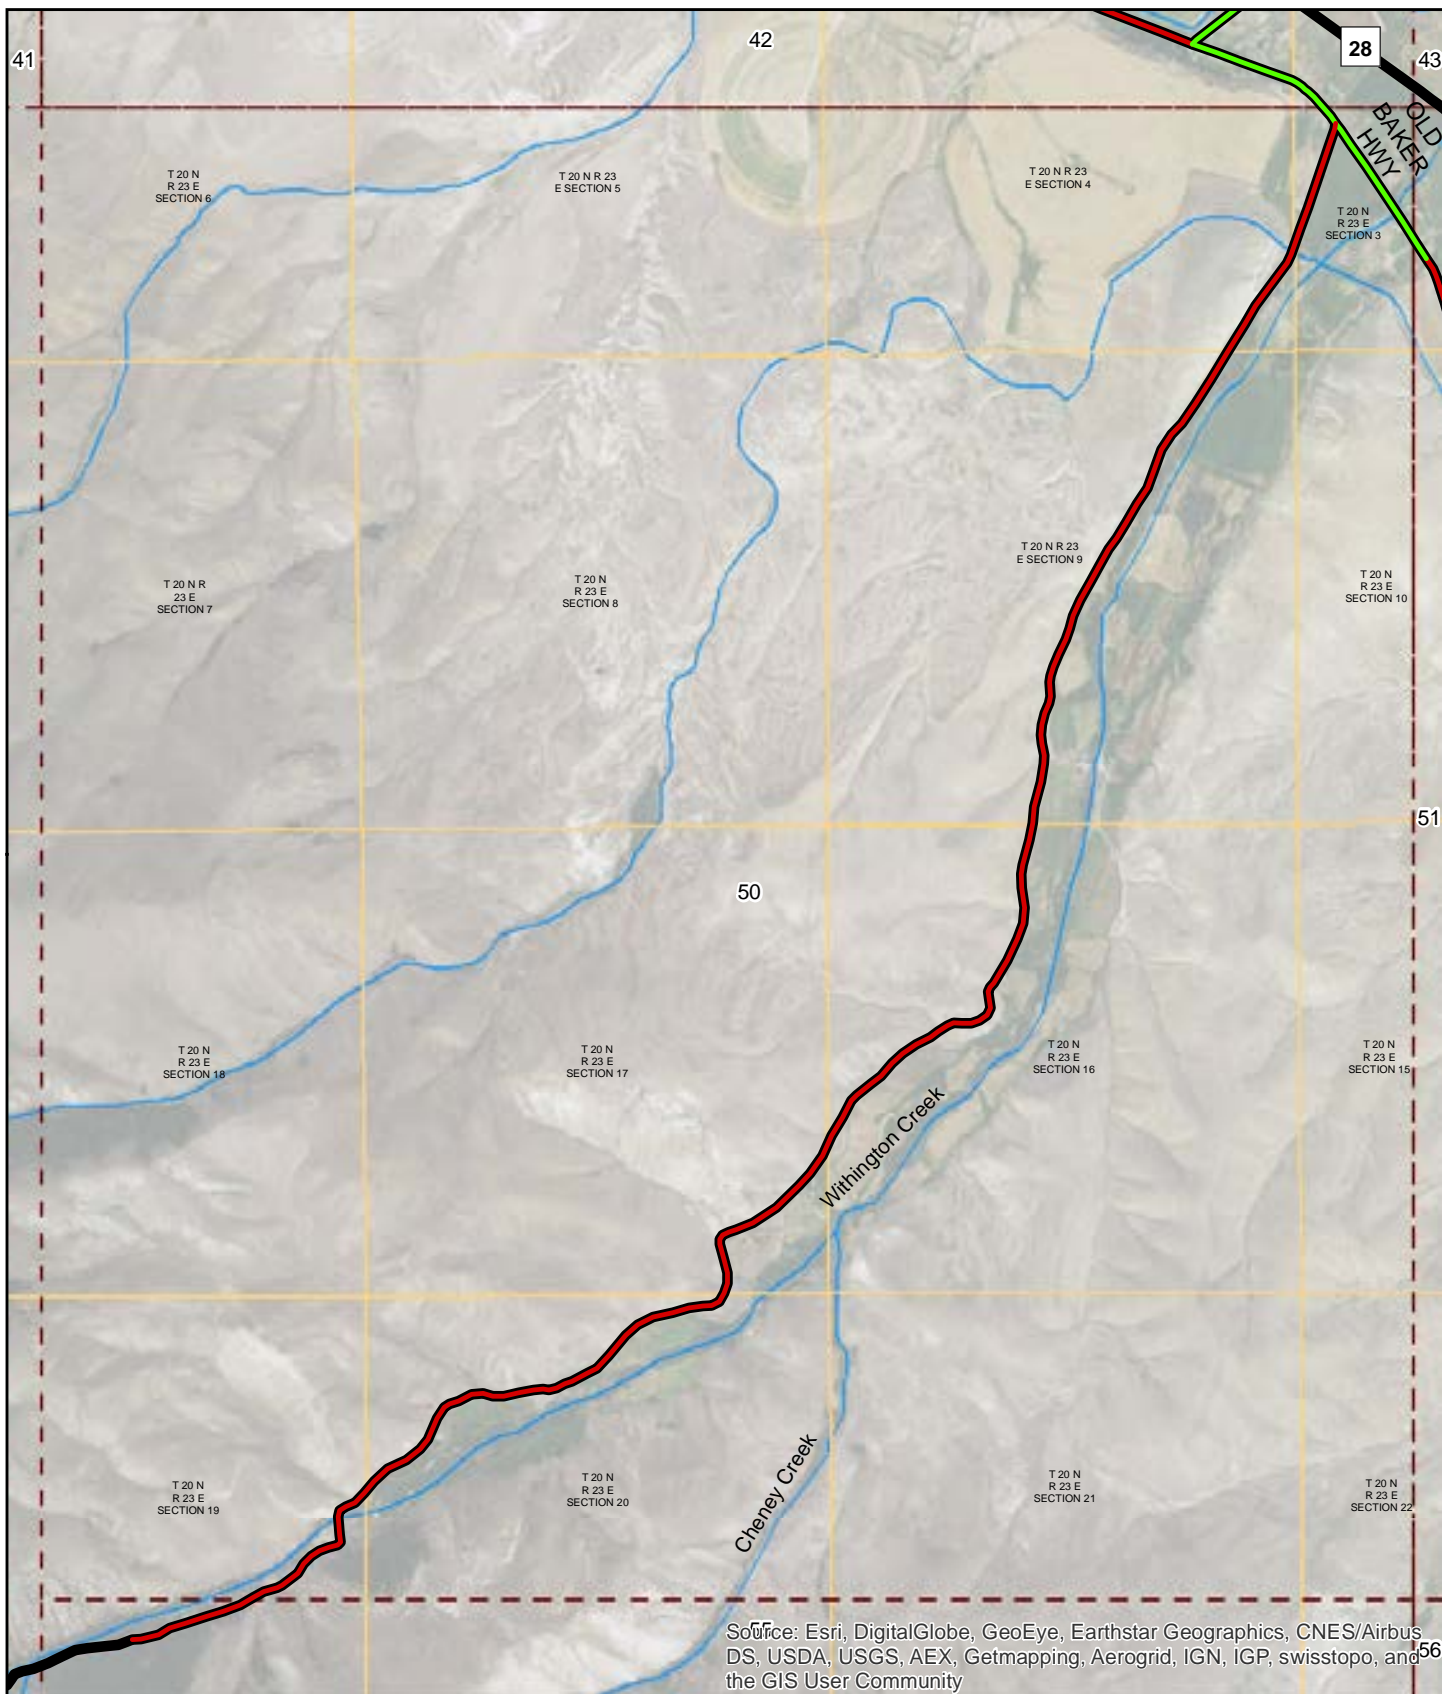 41
42
28
43
OLD
BAKER
HWY
T 20 N
R 23 E
SECTION 6
T 20 N R 23
E SECTION 5
T 20 N R 23
E SECTION 4
T 20 N
R 23 E
SECTION 3
T 20 N R
23 E
SECTION 7
T 20 N
R 23 E
SECTION 8
T 20 N R 23
E SECTION 9
T 20 N
R 23 E
SECTION 10
51
50
T 20 N
R 23 E
SECTION 18
T 20 N
R 23 E
SECTION 17
T 20 N
R 23 E
SECTION 16
T 20 N
R 23 E
SECTION 15
Withington Creek
Cheney Creek
T 20 N
R 23 E
SECTION 19
T 20 N
R 23 E
SECTION 20
T 20 N
R 23 E
SECTION 21
T 20 N
R 23 E
SECTION 22
55
Source: Esri, DigitalGlobe, GeoEye, Earthstar Geographics, CNES/Airbus
DS, USDA, USGS, AEX, Getmapping, Aerogrid, IGN, IGP, swisstopo, and
the GIS User Community
56